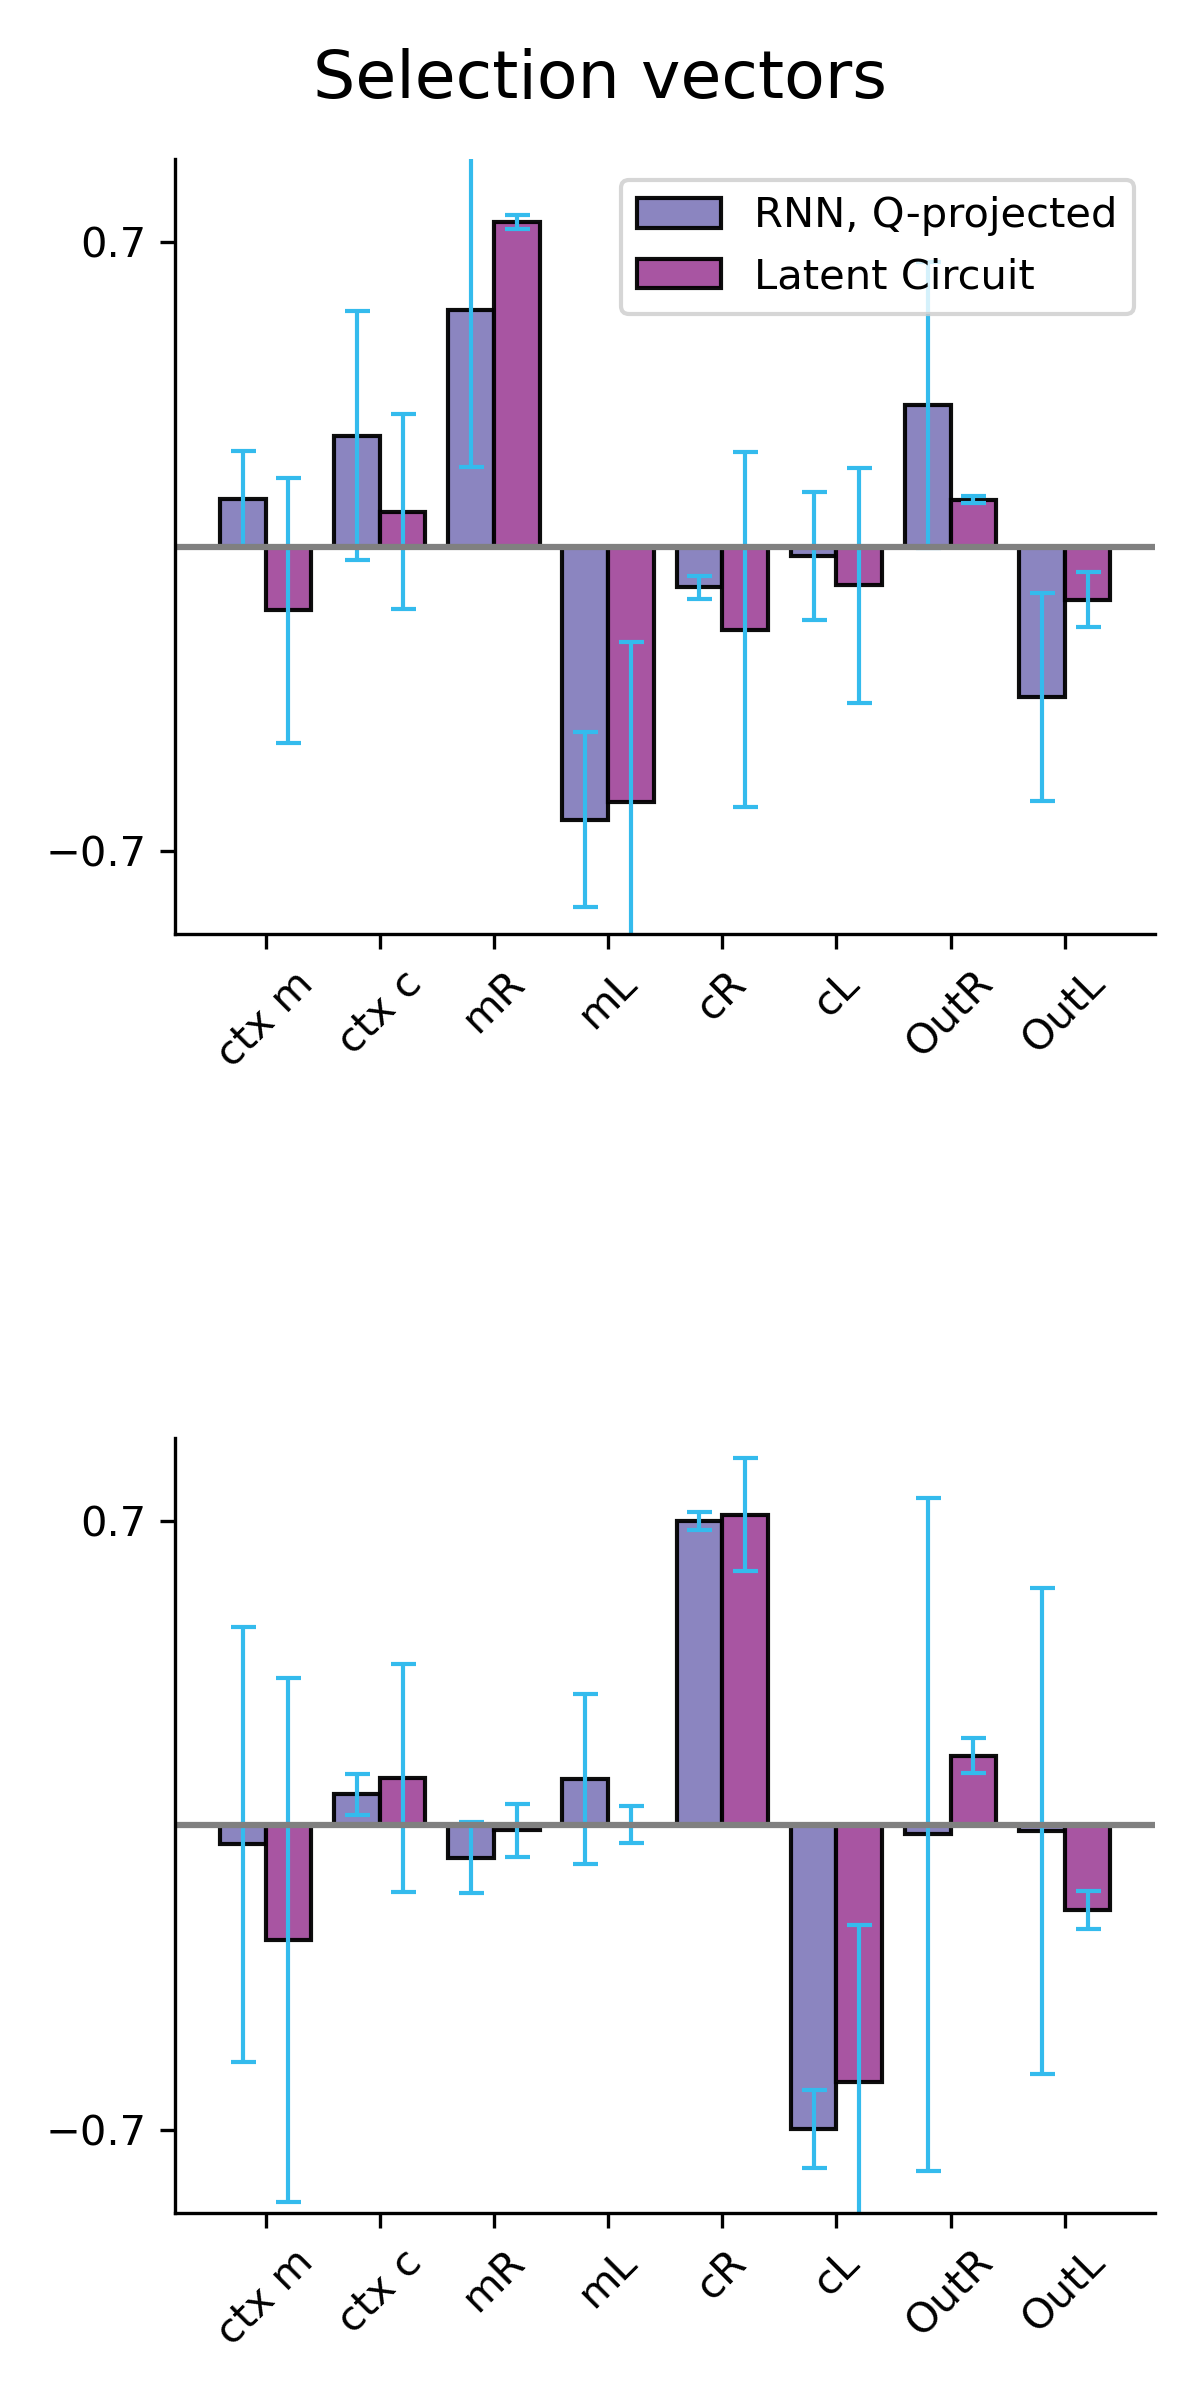 Selection vectors
RNN, Q-projected
Latent Circuit
0.7
−0.7
ctx m
ctx c
mR
mL
cR
cL
OutR
OutL
0.7
−0.7
ctx m
ctx c
mR
mL
cR
cL
OutR
OutL